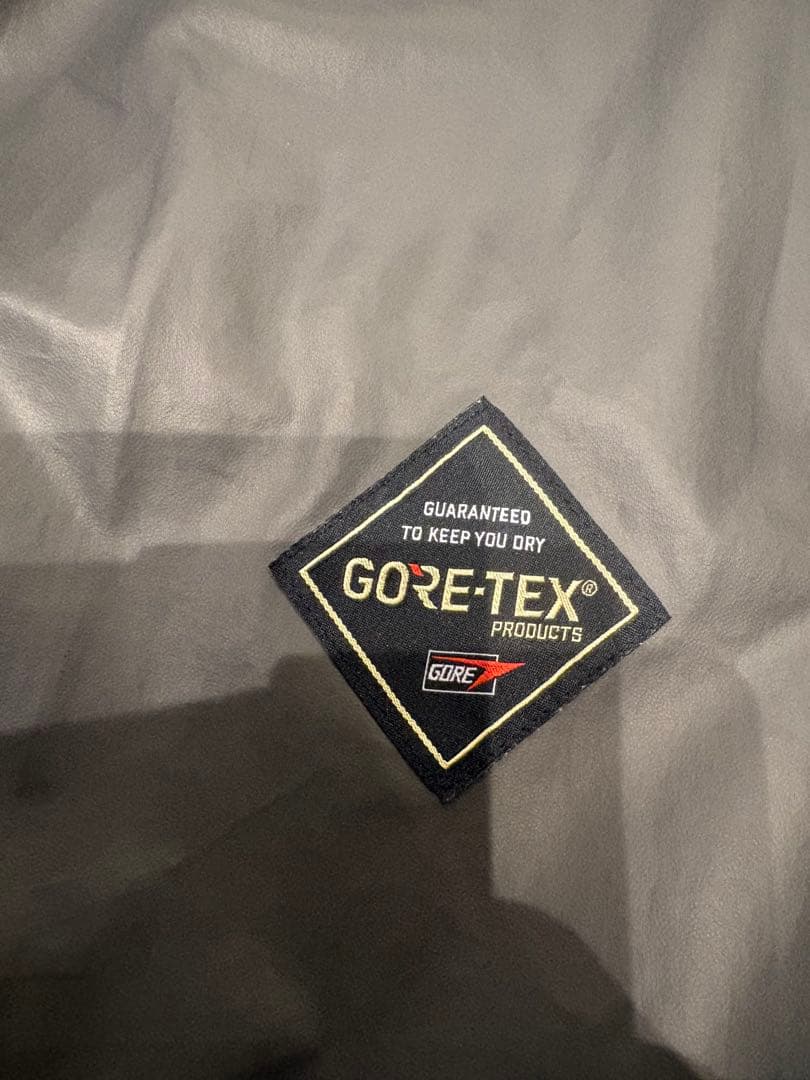 GUARANTEED
TO KEEP YOU DRY
GORE-TEX®
PRODUCTS
GORE